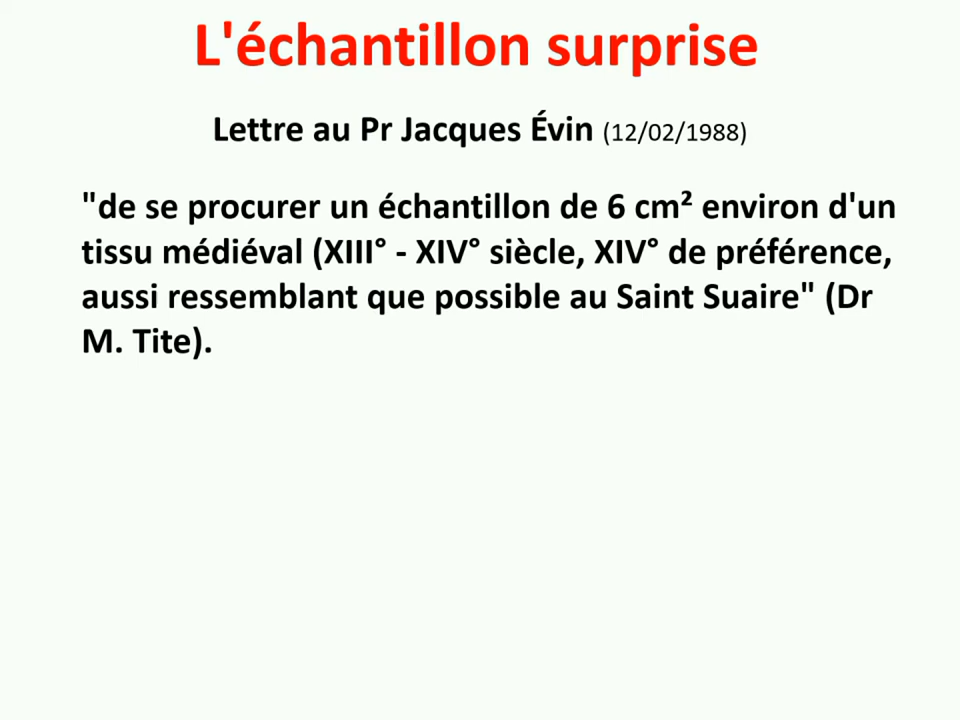 L'échantillon surprise
Lettre au Pr Jacques Évin (12/02/1988)
"de se procurer un échantillon de 6 cm² environ d'un
tissu médiéval (XIII° - XIV° siècle, XIV° de préférence,
aussi ressemblant que possible au Saint Suaire" (Dr
M. Tite).